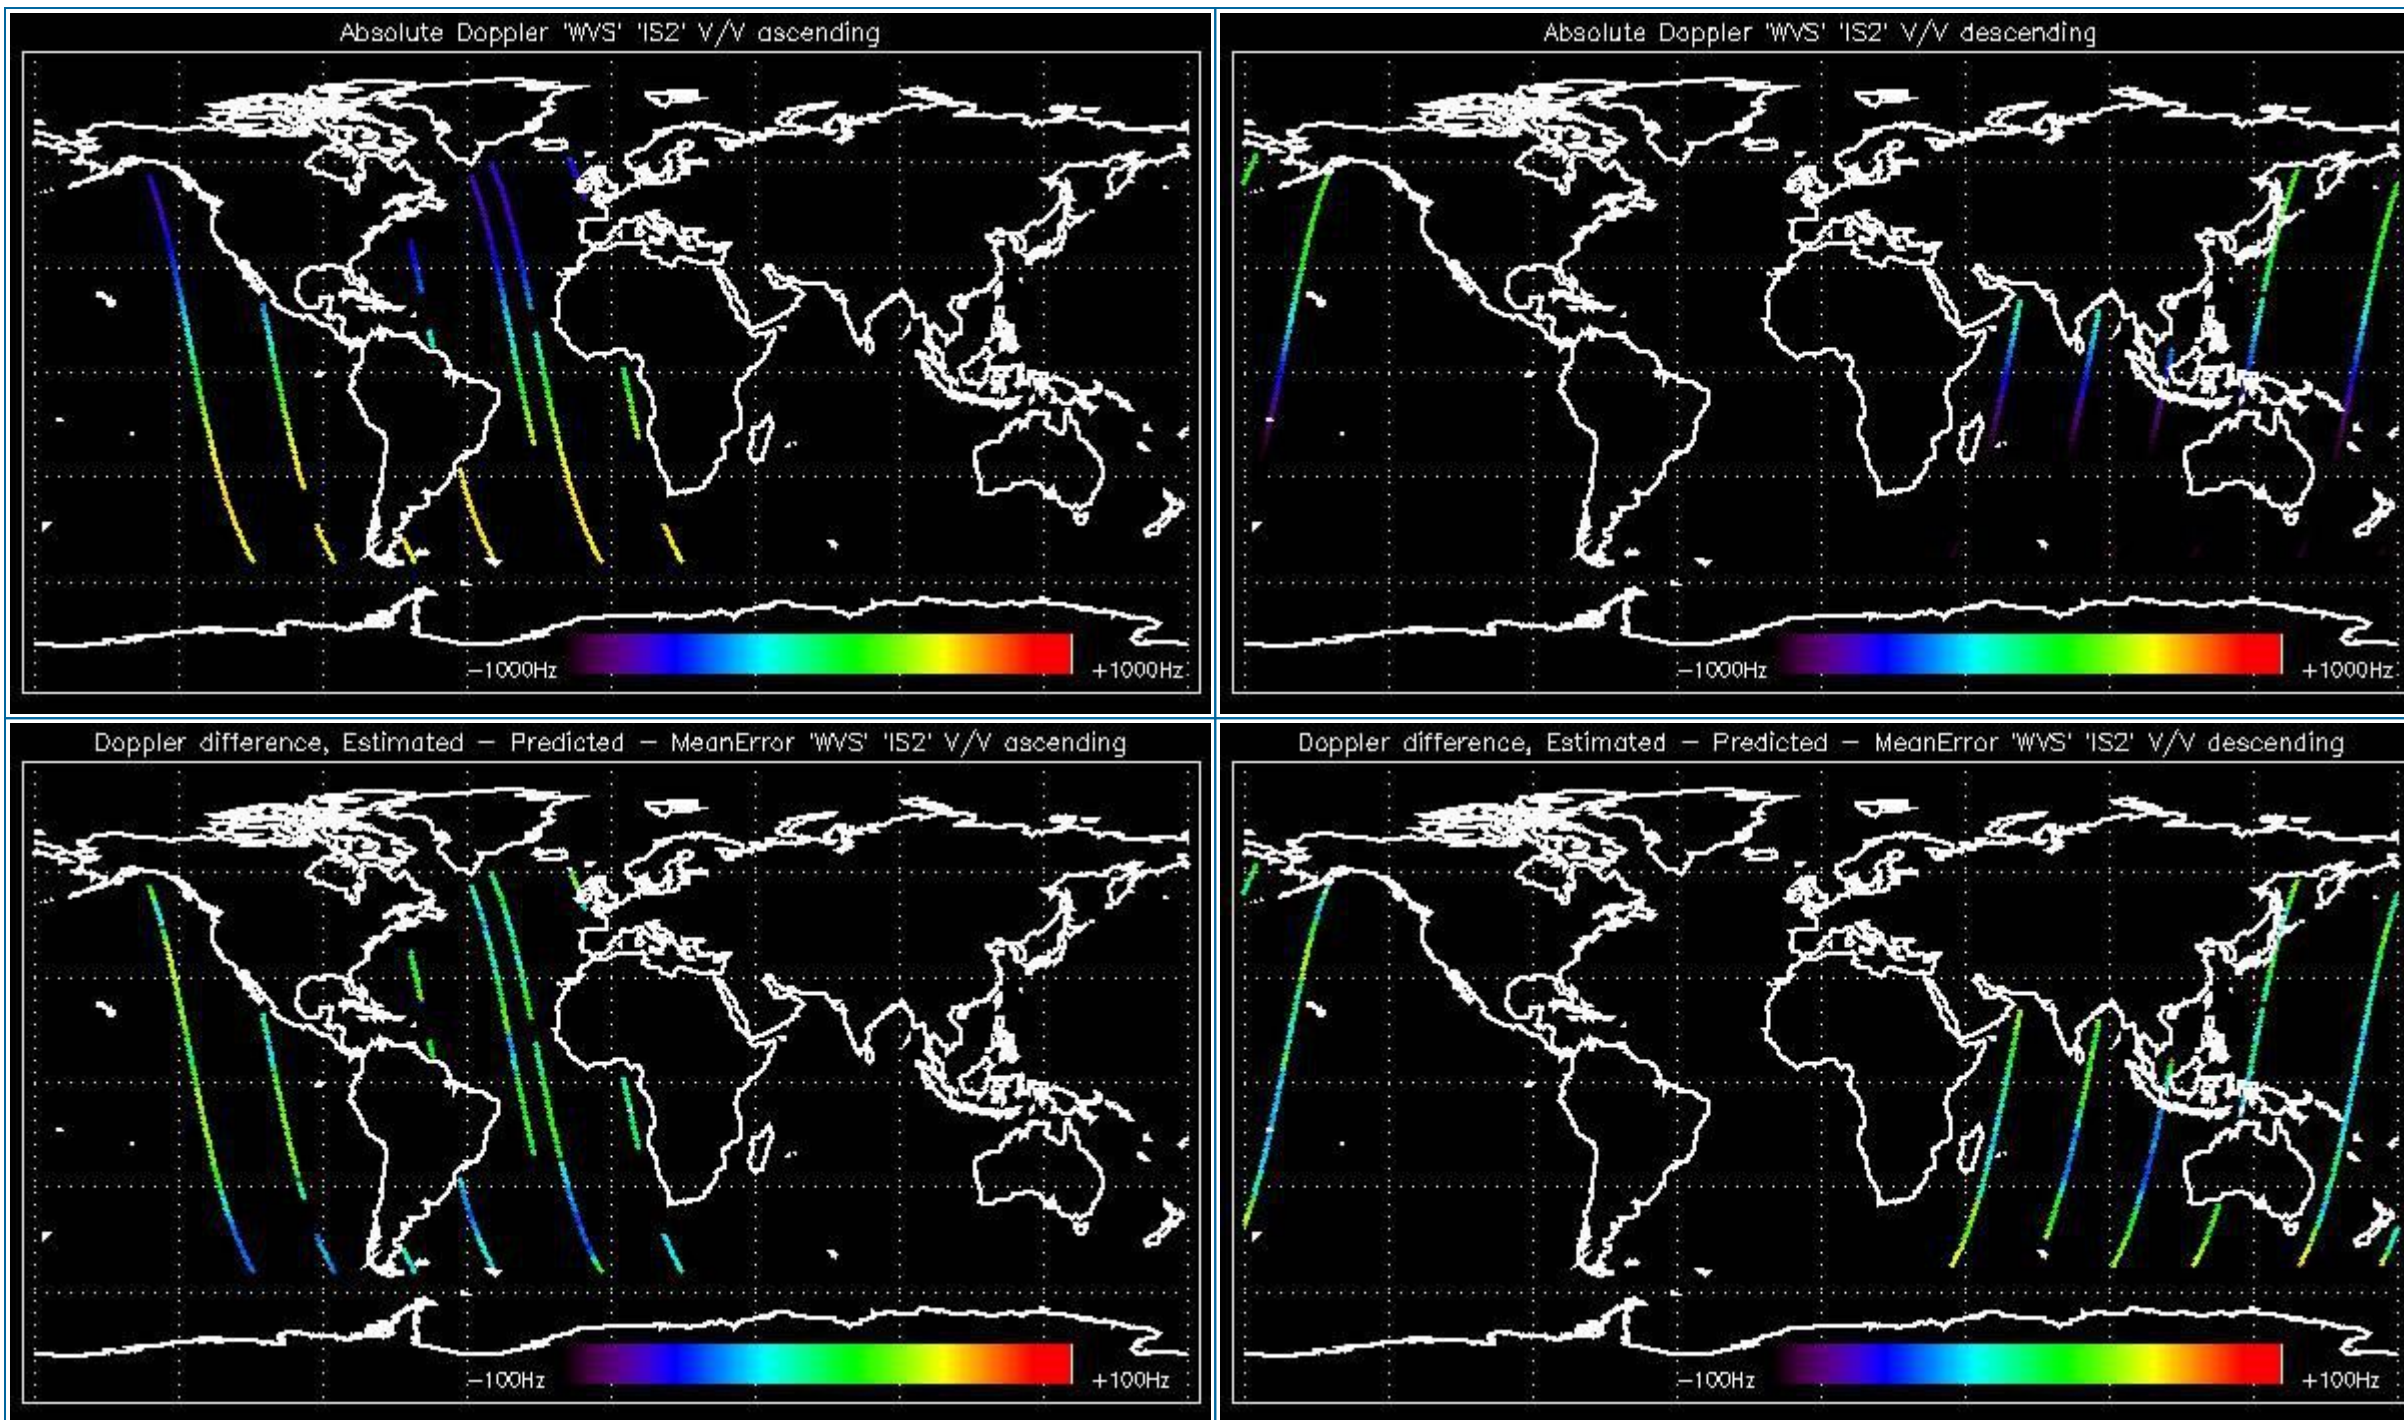 Absolute Doppler 'WVS' 'IS2' V/V ascending
-1000Hz
+1000Hz
Absolute Doppler 'WVS' 'IS2' V/V descending
-1000Hz
+1000Hz
Doppler difference, Estimated - Predicted - MeanError 'WVS' 'IS2' V/V ascending
-100Hz
+100Hz
Doppler difference, Estimated - Predicted - MeanError 'WVS' 'IS2' V/V descending
-100Hz
+100Hz